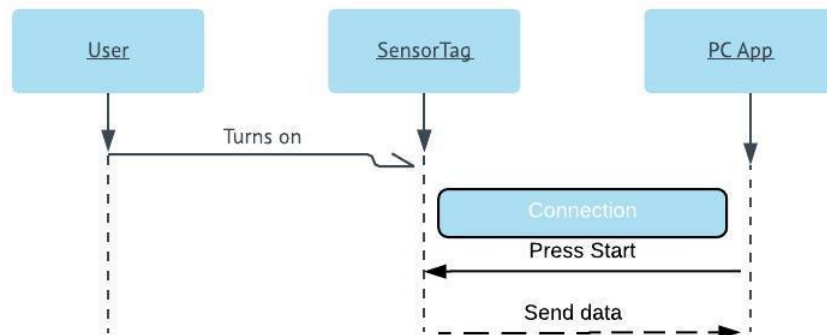 User
SensorTag
PC App
Turns on
Connection
Press Start
Send data